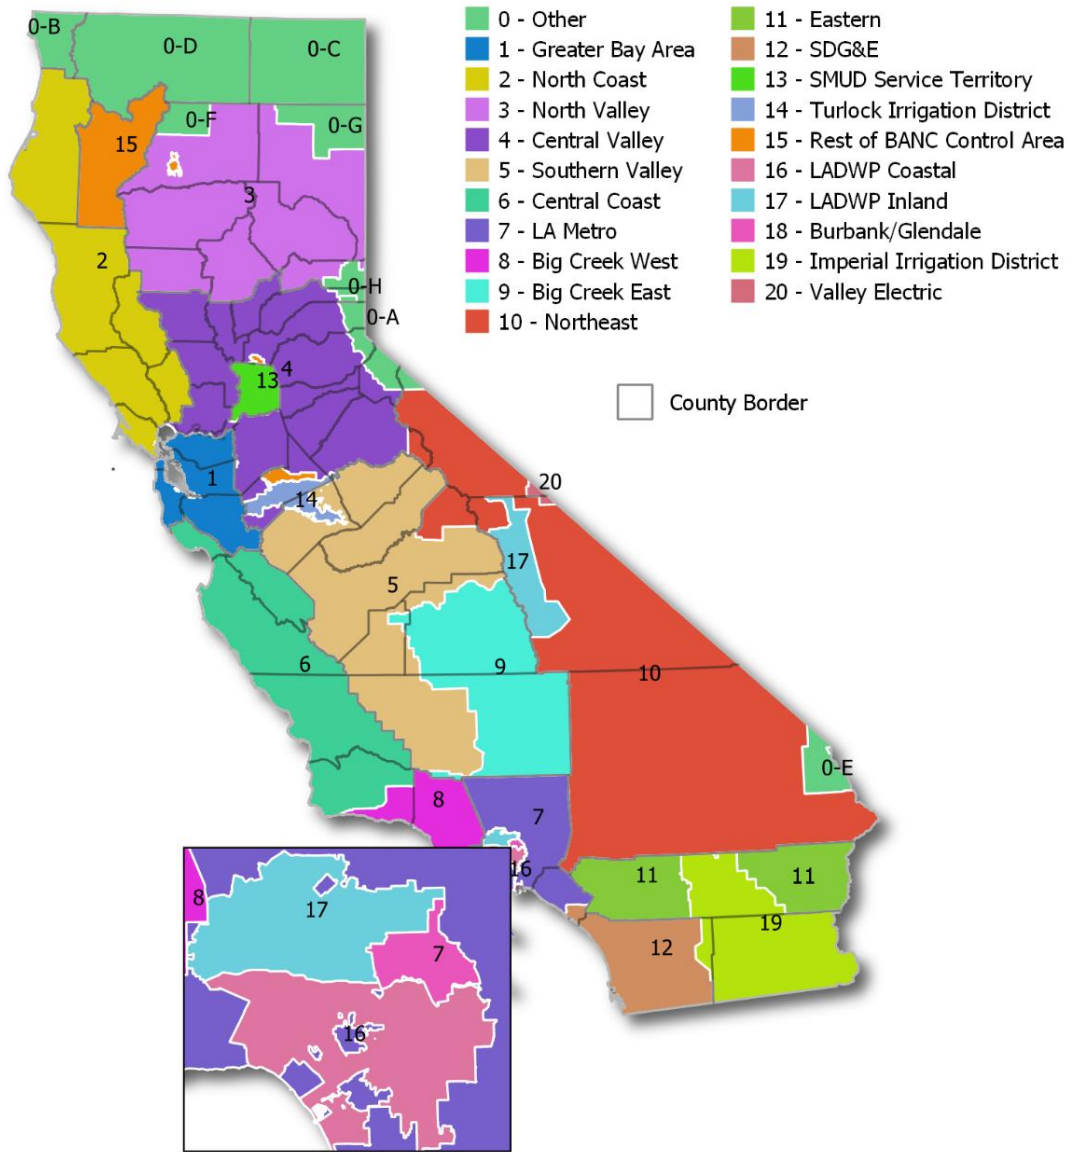 0 - Other
1 - Greater Bay Area
2 - North Coast
3 - North Valley
4 - Central Valley
5 - Southern Valley
6 - Central Coast
7 - LA Metro
8 - Big Creek West
9 - Big Creek East
10 - Northeast
11 - Eastern
12 - SDG&E
13 - SMUD Service Territory
14 - Turlock Irrigation District
15 - Rest of BANC Control Area
16 - LADWP Coastal
17 - LADWP Inland
18 - Burbank/Glendale
19 - Imperial Irrigation District
20 - Valley Electric
County Border
0-B
0-D
0-C
0-F
0-G
15
3
2
0-H
0-A
4
13
1
20
14
17
5
6
9
10
0-E
8
7
16
11
11
19
12
8
17
7
16